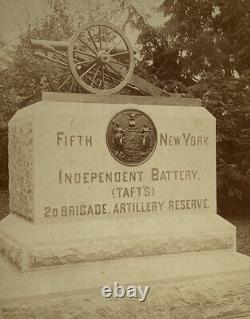 FIFTH NEW YORK
INDEPENDENT BATTERY.
(TAFT'S)
2D BRIGADE, ARTILLERY RESERVE.